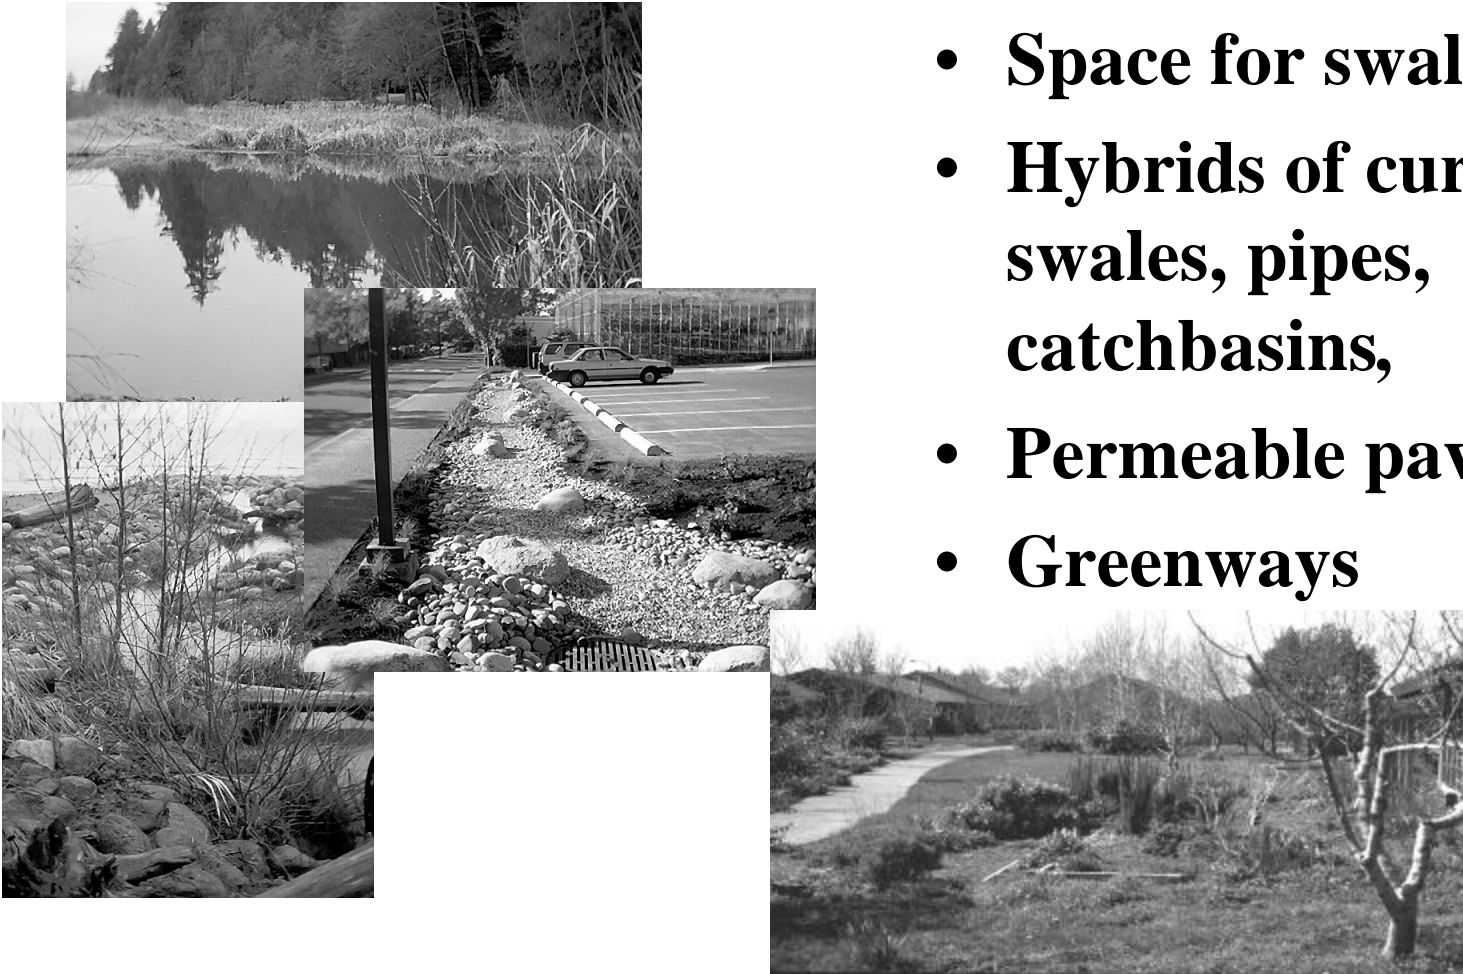 • Space for swal
• Hybrids of cur
swales, pipes,
catchbasins,
• Permeable pav
• Greenways